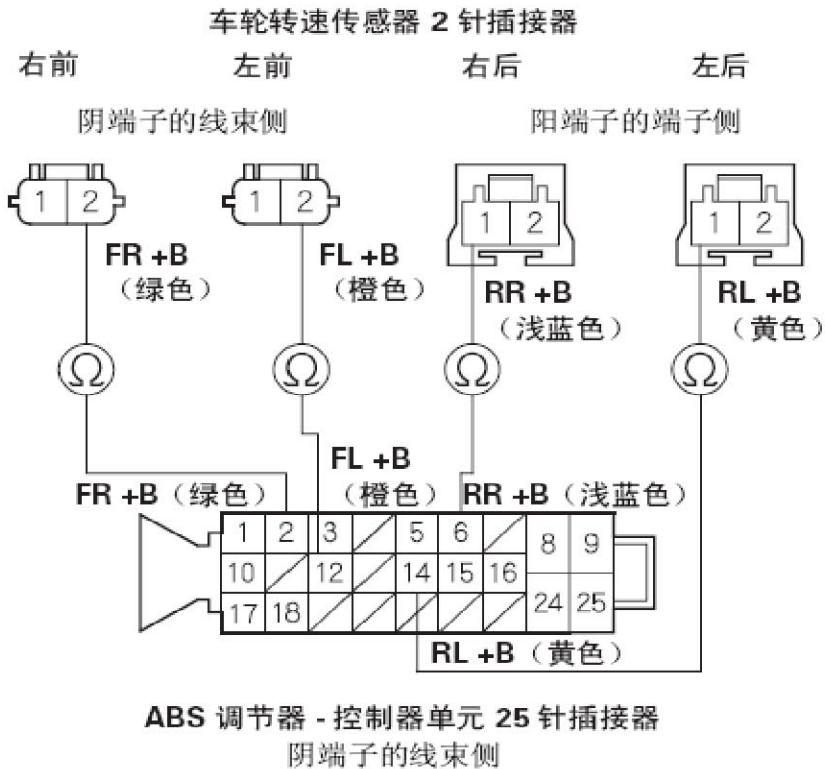 车轮转速传感器 2 针插接器
右前 左前 右后 左后
阴端子的线束侧 阳端子的端子侧
1 2 1 2 1 2 1 2
FR +B FL +B RR +B RL +B
（绿色） （橙色） （浅蓝色） （黄色）
Ω Ω Ω Ω
FL +B
FR +B（绿色） （橙色） RR +B（浅蓝色）
1 2 3 5 6 8 9
10 12 14 15 16
17 18 24 25
RL +B（黄色）
ABS 调节器 - 控制器单元 25 针插接器
阴端子的线束侧